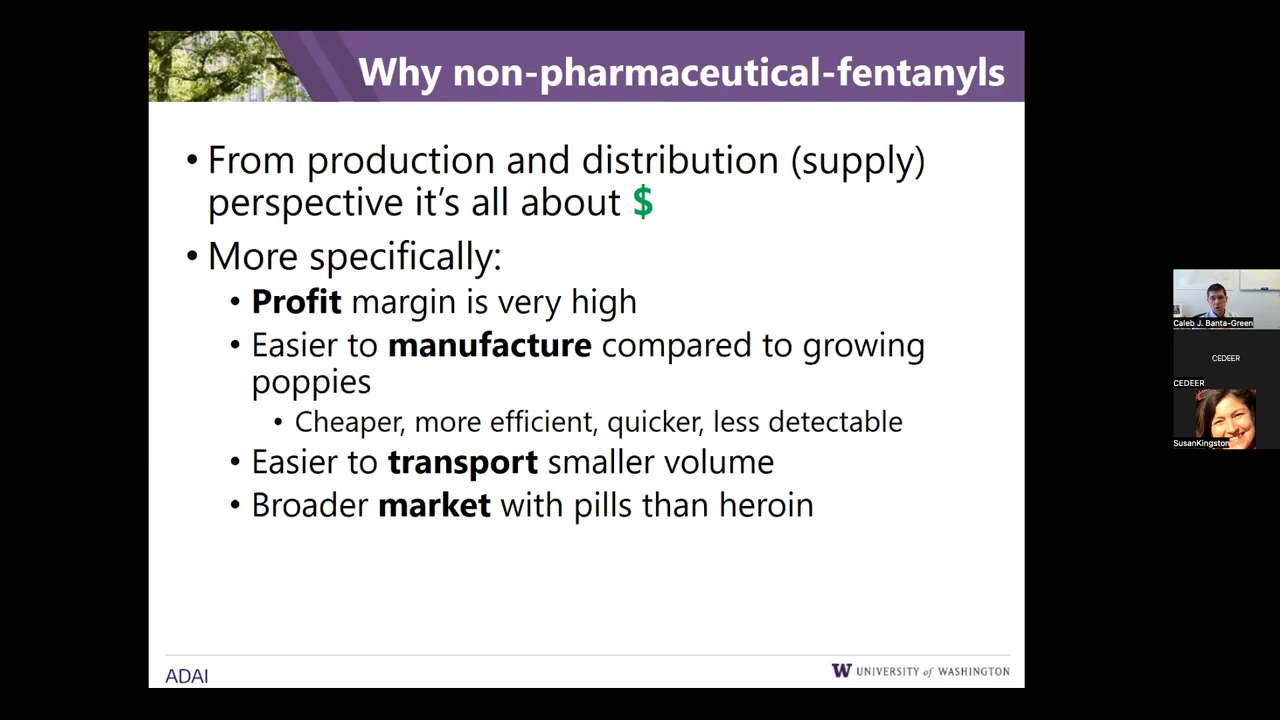 Why non-pharmaceutical-fentanyls
• From production and distribution (supply)
perspective it's all about $
• More specifically:
• Profit margin is very high
• Easier to manufacture compared to growing
poppies
• Cheaper, more efficient, quicker, less detectable
• Easier to transport smaller volume
• Broader market with pills than heroin
ADAI
W UNIVERSITY of WASHINGTON
Caleb J. Banta-Green
CEDEER
CEDEER
SusanKingston